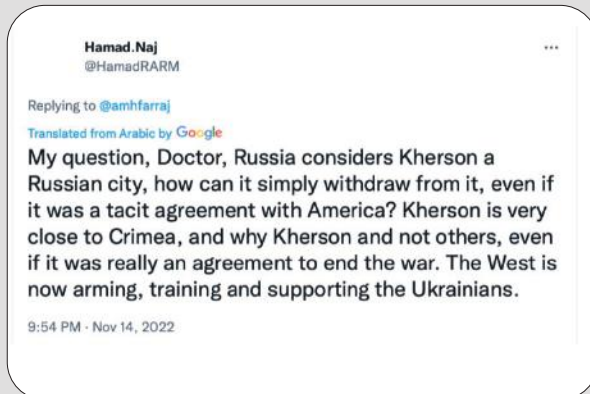 Hamad.Naj
...
@HamadRARM
Replying to @amhfarraj
Translated from Arabic by Google
My question, Doctor, Russia considers Kherson a
Russian city, how can it simply withdraw from it, even if
it was a tacit agreement with America? Kherson is very
close to Crimea, and why Kherson and not others, even
if it was really an agreement to end the war. The West is
now arming, training and supporting the Ukrainians.
9:54 PM · Nov 14, 2022